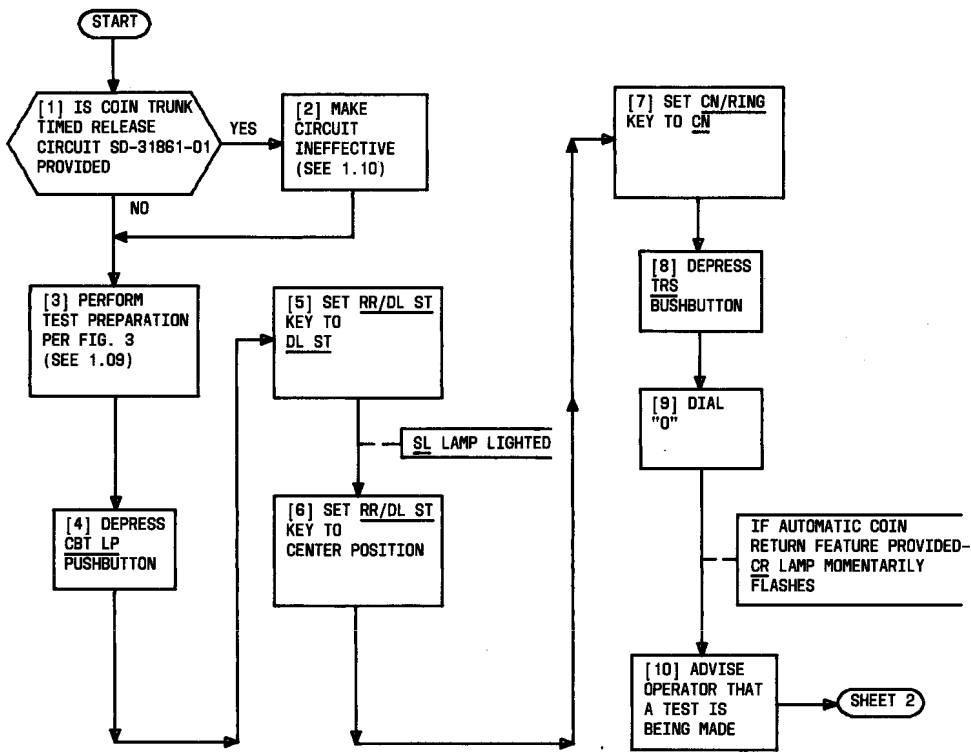 START
[1] IS COIN TRUNK
TIMED RELEASE
CIRCUIT SD-31861-01
PROVIDED
YES
NO
[2] MAKE
CIRCUIT
INEFFECTIVE
(SEE 1.10)
[3] PERFORM
TEST PREPARATION
PER FIG. 3
(SEE 1.09)
[4] DEPRESS
CBT LP
PUSHBUTTON
[5] SET RR/DL ST
KEY TO
DL ST
SL LAMP LIGHTED
[6] SET RR/DL ST
KEY TO
CENTER POSITION
[7] SET CN/RING
KEY TO CN
[8] DEPRESS
TRS
BUSHBUTTON
[9] DIAL
"O"
IF AUTOMATIC COIN
RETURN FEATURE PROVIDED-
CR LAMP MOMENTARILY
FLASHES
[10] ADVISE
OPERATOR THAT
A TEST IS
BEING MADE
SHEET 2